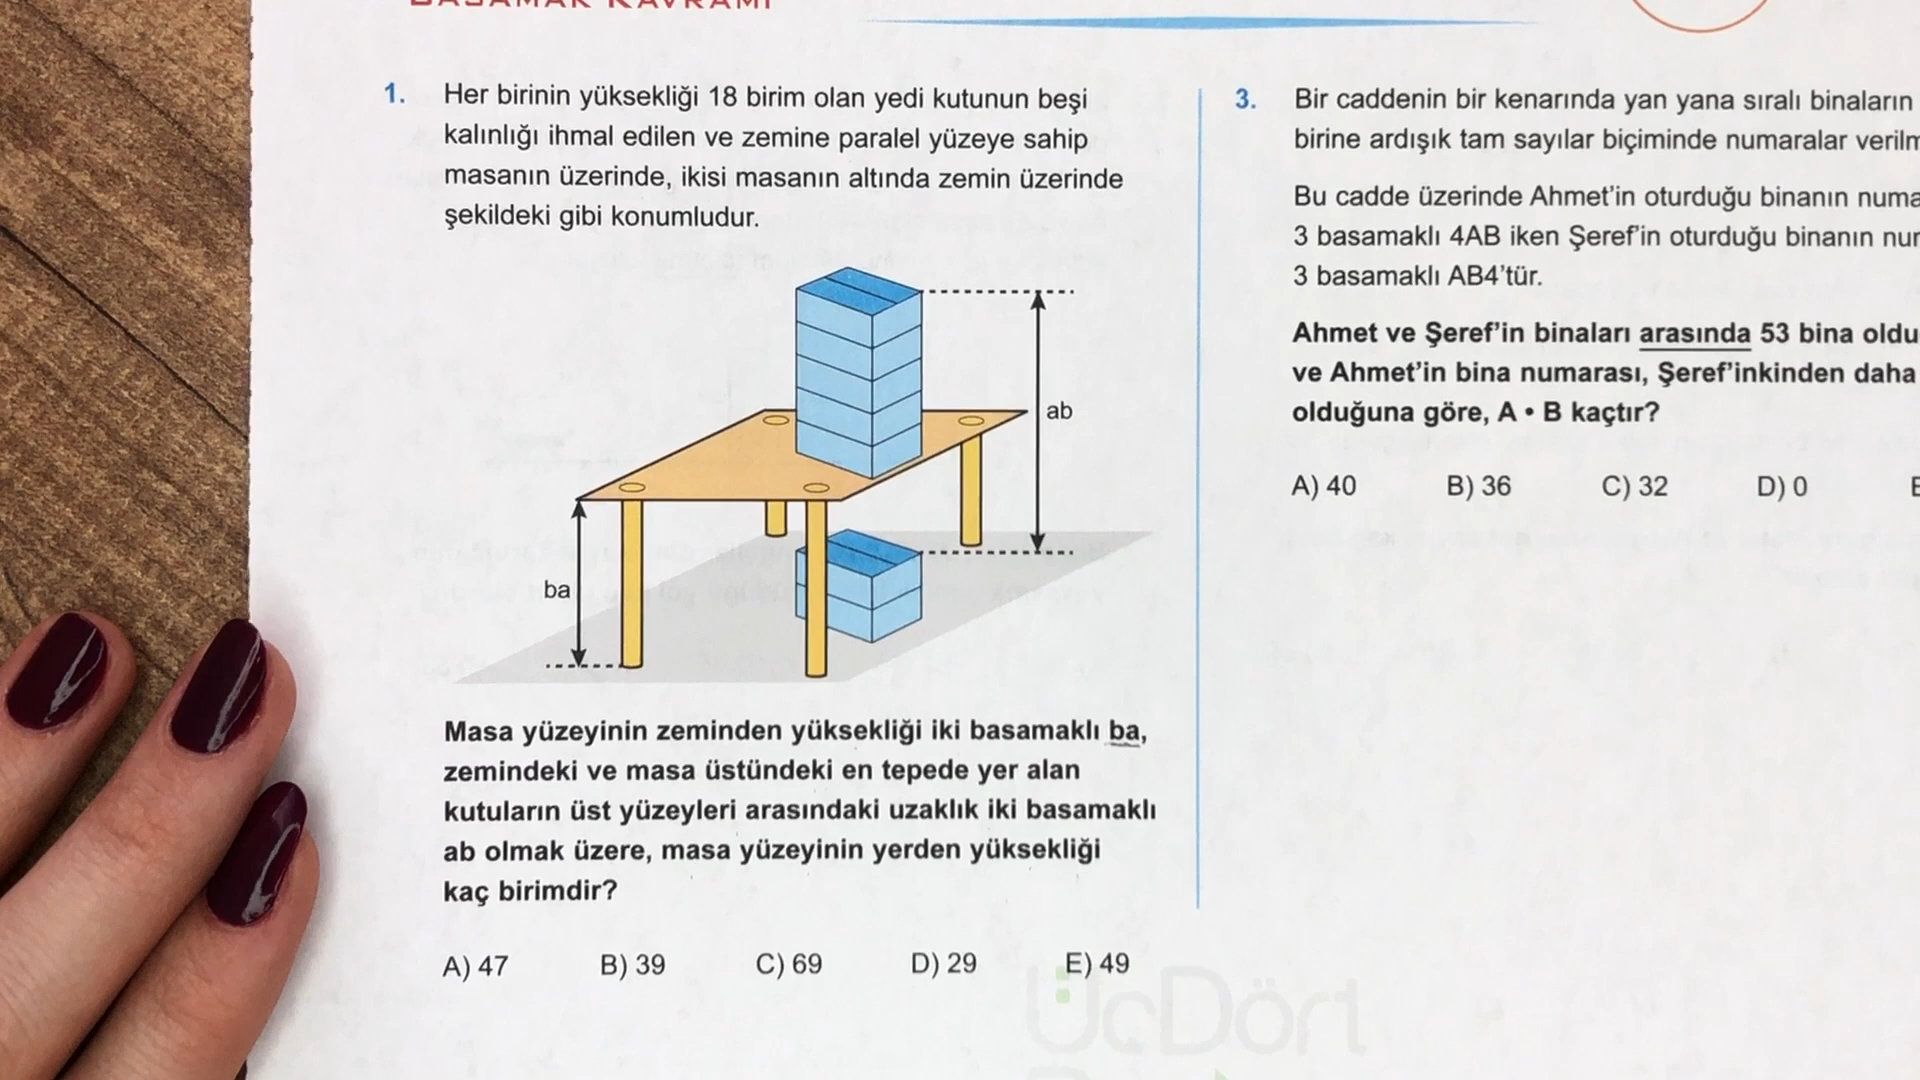 BASAMAK KAVRAMI
1. Her birinin yüksekliği 18 birim olan yedi kutunun beşi
kalınlığı ihmal edilen ve zemine paralel yüzeye sahip
masanın üzerinde, ikisi masanın altında zemin üzerinde
şekildeki gibi konumludur.
ab
ba
Masa yüzeyinin zeminden yüksekliği iki basamaklı ba,
zemindeki ve masa üstündeki en tepede yer alan
kutuların üst yüzeyleri arasındaki uzaklık iki basamaklı
ab olmak üzere, masa yüzeyinin yerden yüksekliği
kaç birimdir?
A) 47 B) 39 C) 69 D) 29 E) 49
3. Bir caddenin bir kenarında yan yana sıralı binaların
birine ardışık tam sayılar biçiminde numaralar
Bu cadde üzerinde Ahmet'in oturduğu binanın
3 basamaklı 4AB iken Şeref'in oturduğu binanın
3 basamaklı AB4'tür.
Ahmet ve Şeref'in binaları arasında 53 bina
ve Ahmet'in bina numarası, Şeref'inkinden daha
olduğuna göre, A • B kaçtır?
A) 40 B) 36 C) 32 D) 0
ÜçDört